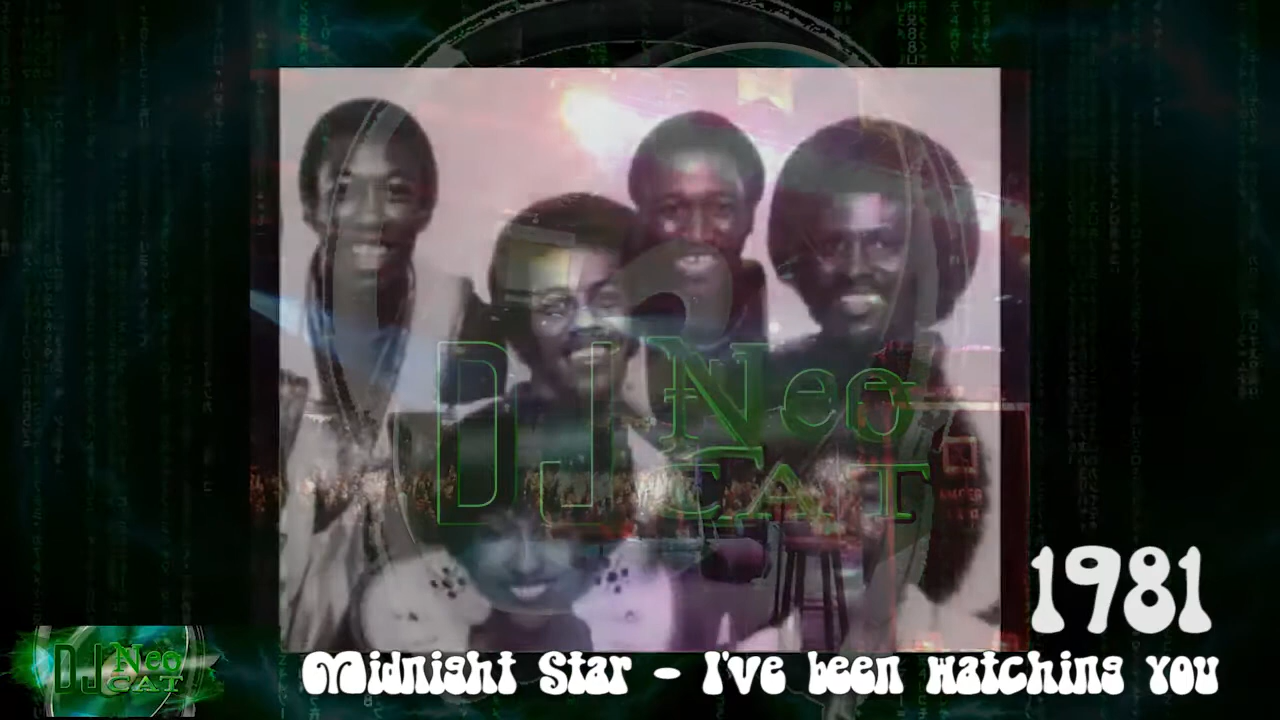 DJ Neo
CAT
1981
Midnight Star - I've been watching you
DJ Neo
CAT